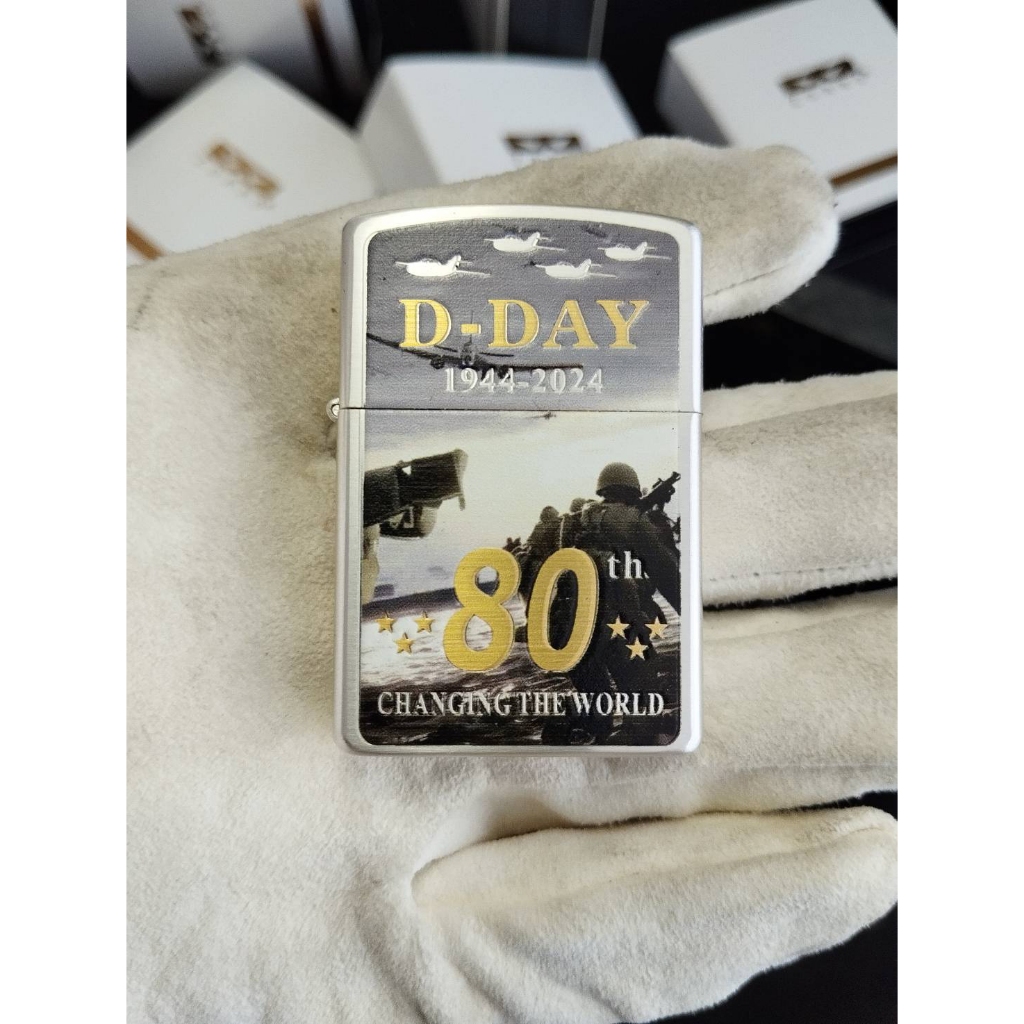 D-DAY
1944-2024
80th
CHANGING THE WORLD